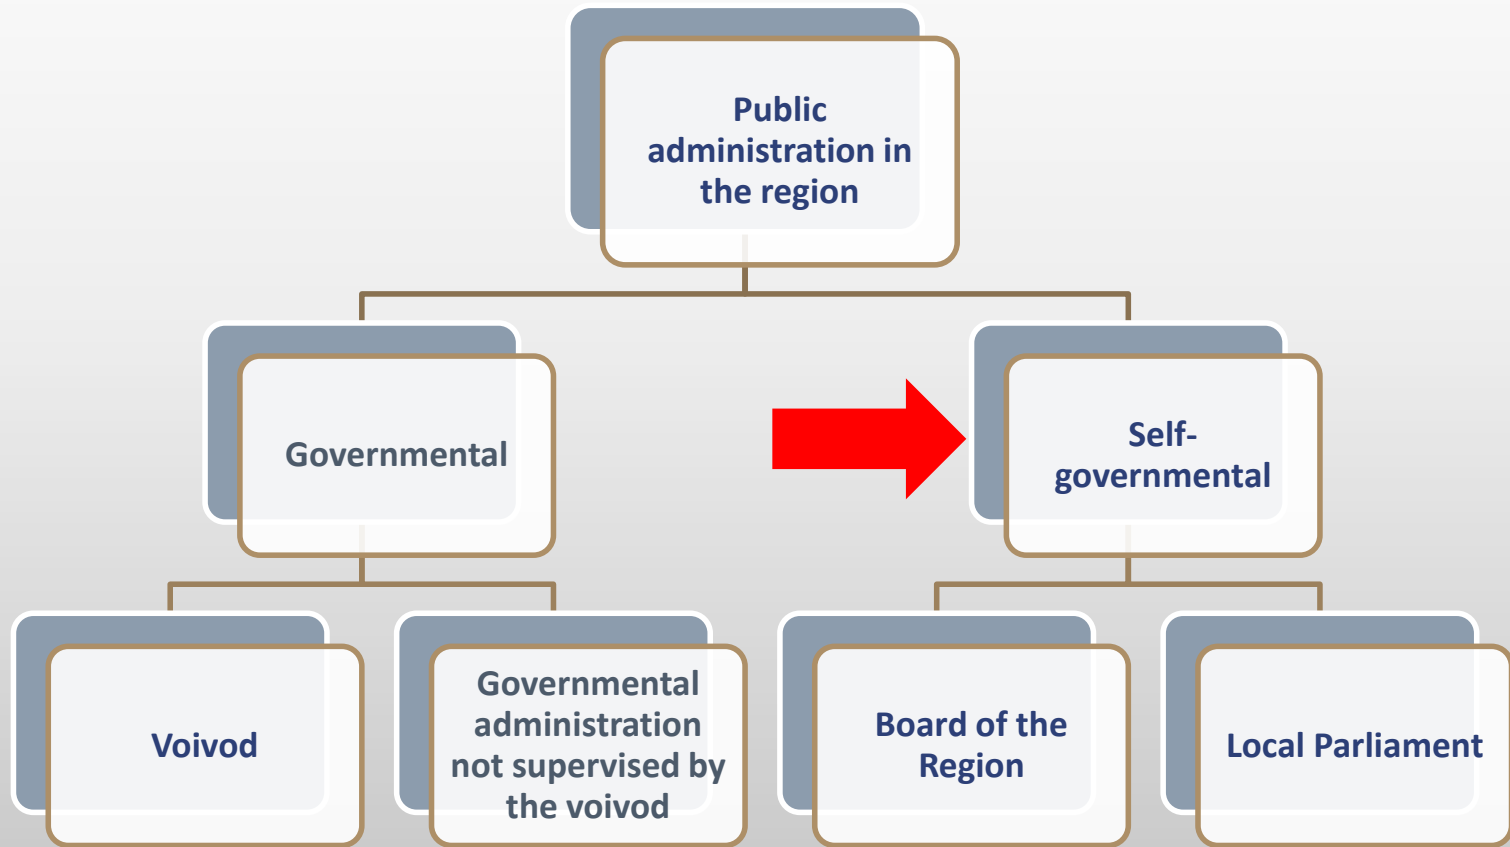 Public
administration in
the region
Governmental
Self-
governmental
Voivod
Governmental
administration
not supervised by
the voivod
Board of the
Region
Local Parliament